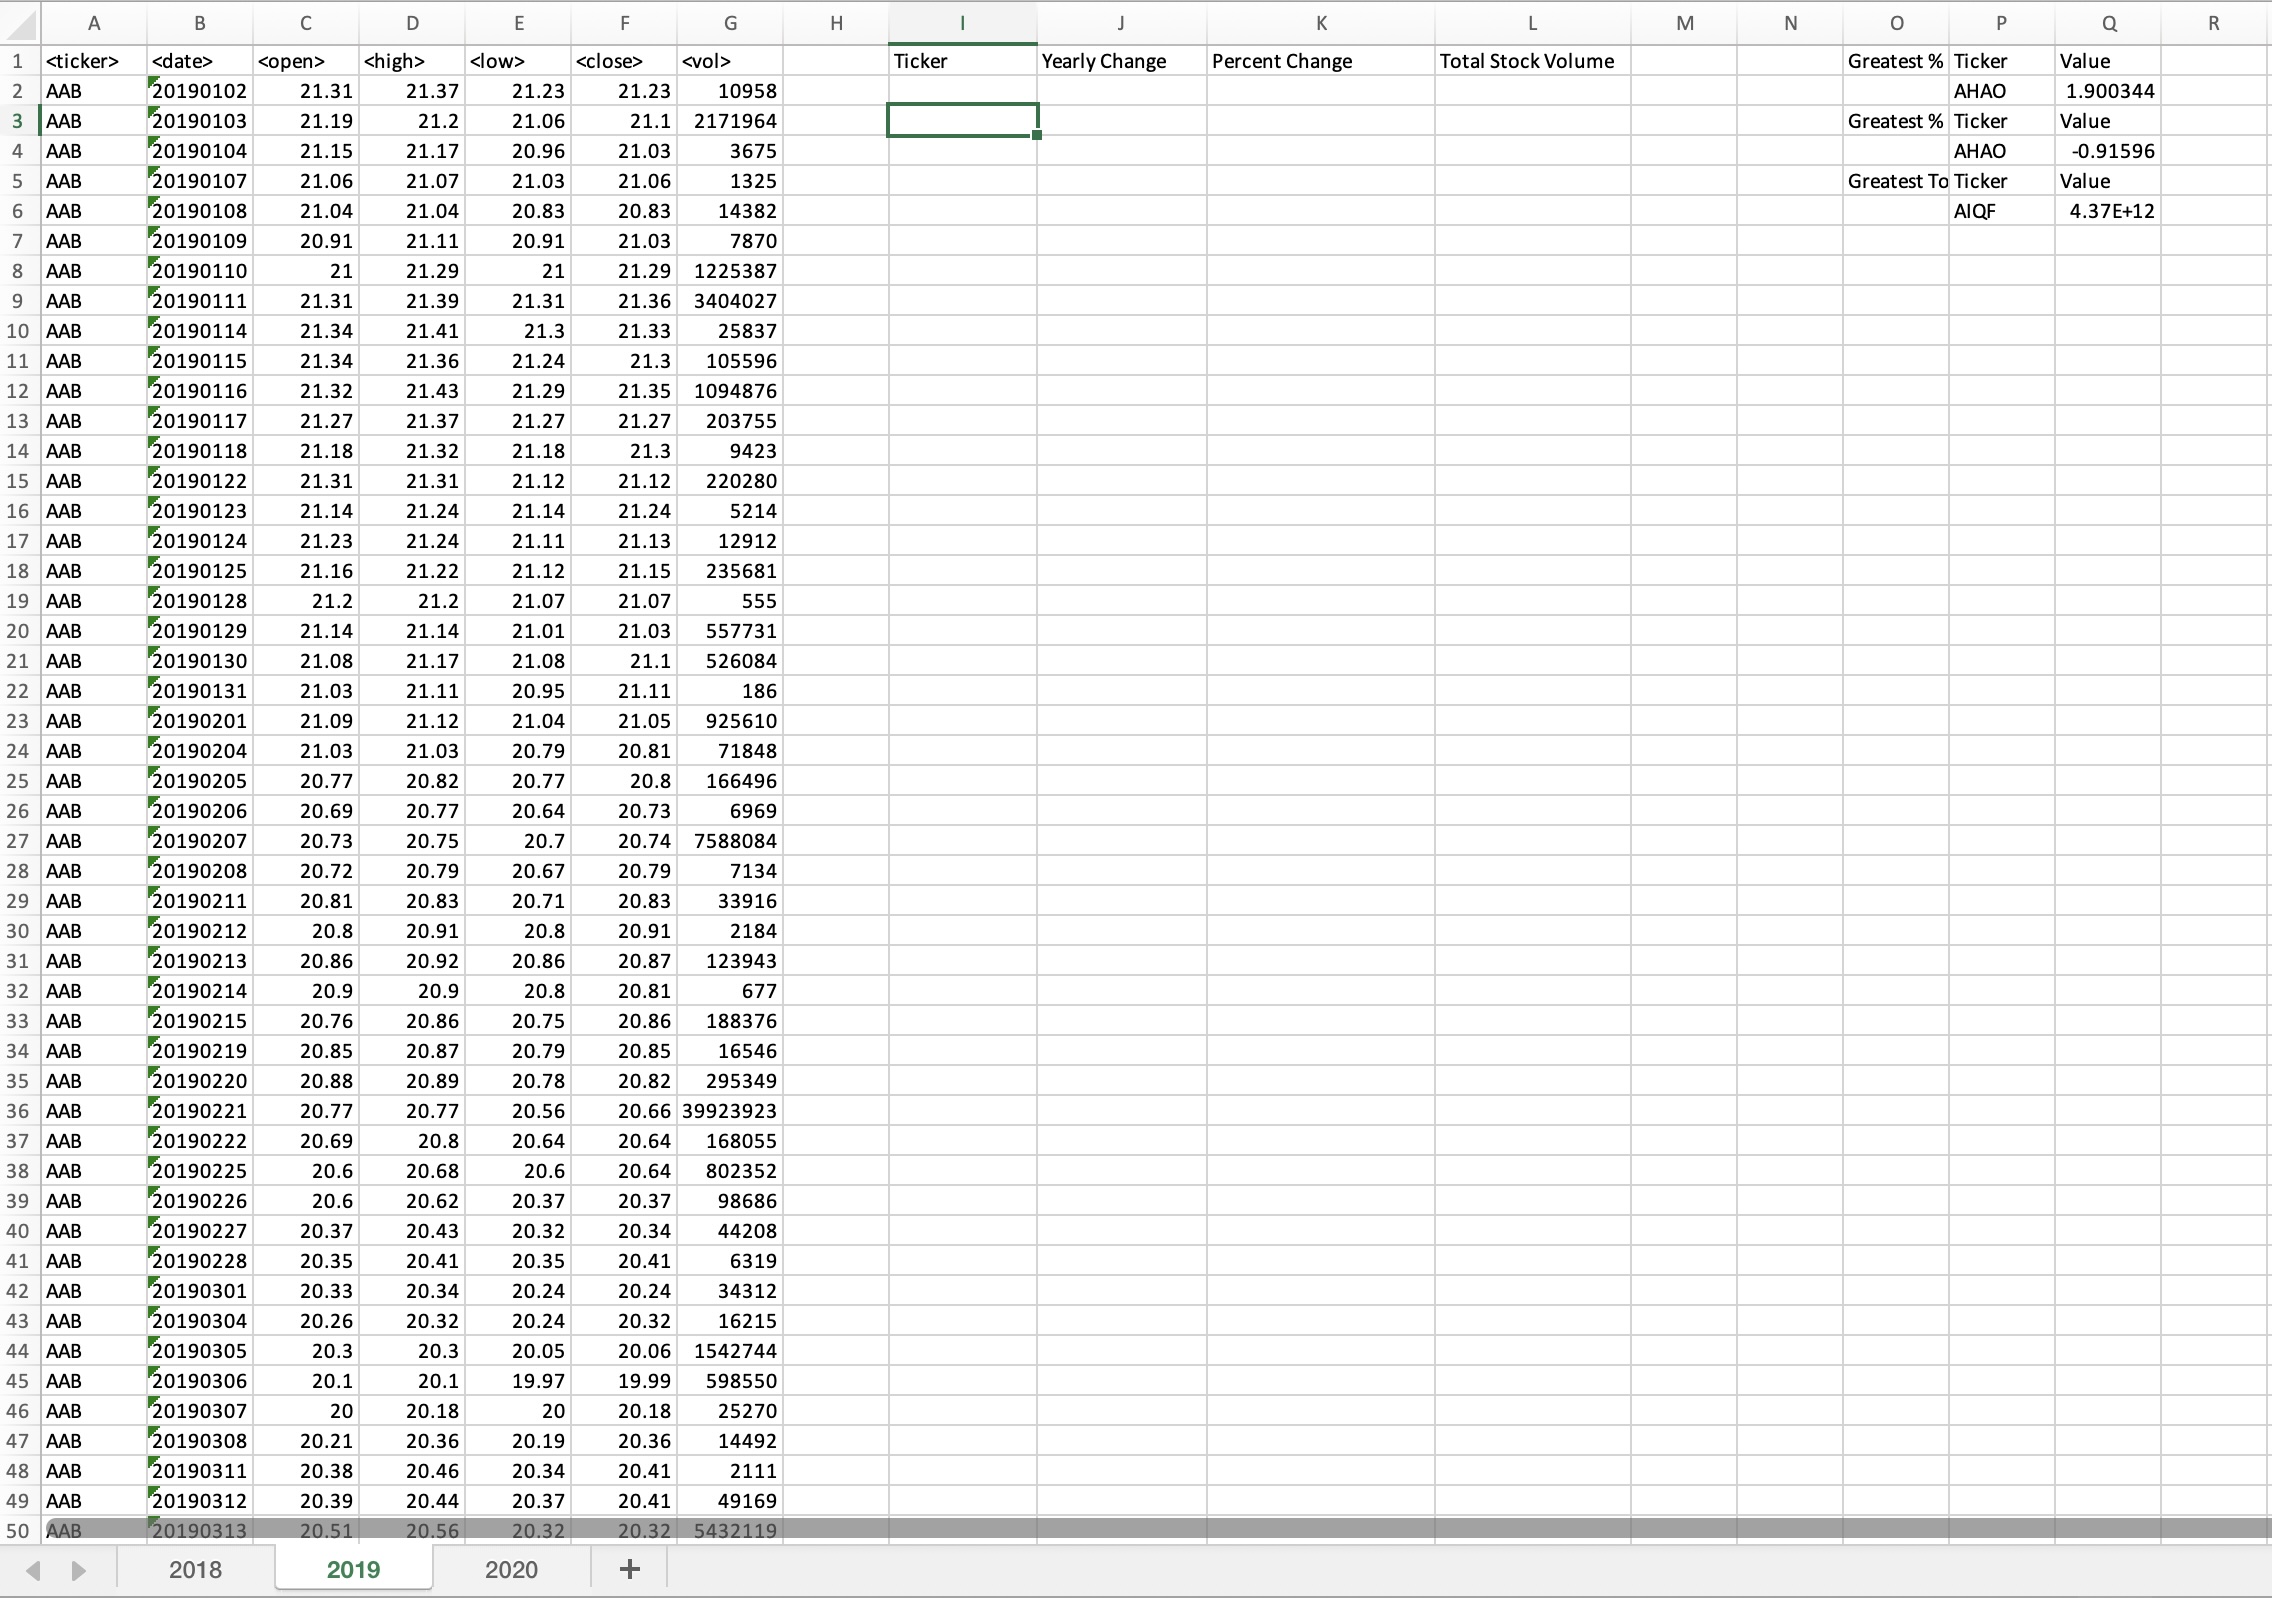 A B C D E F G H I J K L M N O P Q R
1 <ticker> <date> <open> <high> <low> <close> <vol> Ticker Yearly Change Percent Change Total Stock Volume Greatest % Ticker Value
2 AAB 20190102 21.31 21.37 21.23 21.23 10958 AHAO 1.900344
3 AAB 20190103 21.19 21.2 21.06 21.1 2171964 Greatest % Ticker Value
4 AAB 20190104 21.15 21.17 20.96 21.03 3675 AHAO -0.91596
5 AAB 20190107 21.06 21.07 21.03 21.06 1325 Greatest To Ticker Value
6 AAB 20190108 21.04 21.04 20.83 20.83 14382 AIQF 4.37E+12
7 AAB 20190109 20.91 21.11 20.91 21.03 7870
8 AAB 20190110 21 21.29 21 21.29 1225387
9 AAB 20190111 21.31 21.39 21.31 21.36 3404027
10 AAB 20190114 21.34 21.41 21.3 21.33 25837
11 AAB 20190115 21.34 21.36 21.24 21.3 105596
12 AAB 20190116 21.32 21.43 21.29 21.35 1094876
13 AAB 20190117 21.27 21.37 21.27 21.27 203755
14 AAB 20190118 21.18 21.32 21.18 21.3 9423
15 AAB 20190122 21.31 21.31 21.12 21.12 220280
16 AAB 20190123 21.14 21.24 21.14 21.24 5214
17 AAB 20190124 21.23 21.24 21.11 21.13 12912
18 AAB 20190125 21.16 21.22 21.12 21.15 235681
19 AAB 20190128 21.2 21.2 21.07 21.07 555
20 AAB 20190129 21.14 21.14 21.01 21.03 557731
21 AAB 20190130 21.08 21.17 21.08 21.1 526084
22 AAB 20190131 21.03 21.11 20.95 21.11 186
23 AAB 20190201 21.09 21.12 21.04 21.05 925610
24 AAB 20190204 21.03 21.03 20.79 20.81 71848
25 AAB 20190205 20.77 20.82 20.77 20.8 166496
26 AAB 20190206 20.69 20.77 20.64 20.73 6969
27 AAB 20190207 20.73 20.75 20.7 20.74 7588084
28 AAB 20190208 20.72 20.79 20.67 20.79 7134
29 AAB 20190211 20.81 20.83 20.71 20.83 33916
30 AAB 20190212 20.8 20.91 20.8 20.91 2184
31 AAB 20190213 20.86 20.92 20.86 20.87 123943
32 AAB 20190214 20.9 20.9 20.8 20.81 677
33 AAB 20190215 20.76 20.86 20.75 20.86 188376
34 AAB 20190219 20.85 20.87 20.79 20.85 16546
35 AAB 20190220 20.88 20.89 20.78 20.82 295349
36 AAB 20190221 20.77 20.77 20.56 20.66 39923923
37 AAB 20190222 20.69 20.8 20.64 20.64 168055
38 AAB 20190225 20.6 20.68 20.6 20.64 802352
39 AAB 20190226 20.6 20.62 20.37 20.37 98686
40 AAB 20190227 20.37 20.43 20.32 20.34 44208
41 AAB 20190228 20.35 20.41 20.35 20.41 6319
42 AAB 20190301 20.33 20.34 20.24 20.24 34312
43 AAB 20190304 20.26 20.32 20.24 20.32 16215
44 AAB 20190305 20.3 20.3 20.05 20.06 1542744
45 AAB 20190306 20.1 20.1 19.97 19.99 598550
46 AAB 20190307 20 20.18 20 20.18 25270
47 AAB 20190308 20.21 20.36 20.19 20.36 14492
48 AAB 20190311 20.38 20.46 20.34 20.41 2111
49 AAB 20190312 20.39 20.44 20.37 20.41 49169
50 AAB 20190313 20.51 20.56 20.32 20.32 5432119
2018 2019 2020 +